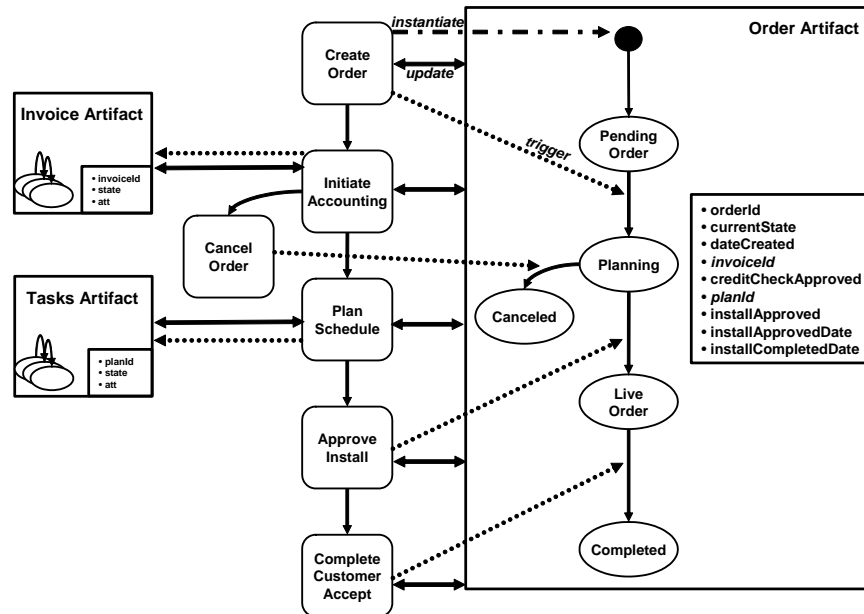 instantiate
Order Artifact
Create
Order
update
Invoice Artifact
• invoiceId
• state
• att
trigger
Pending
Order
Initiate
Accounting
Cancel
Order
Planning
Canceled
• orderId
• currentState
• dateCreated
• invoiceId
• creditCheckApproved
• planId
• installApproved
• installApprovedDate
• installCompletedDate
Tasks Artifact
• planId
• state
• att
Plan
Schedule
Live
Order
Approve
Install
Complete
Customer
Accept
Completed